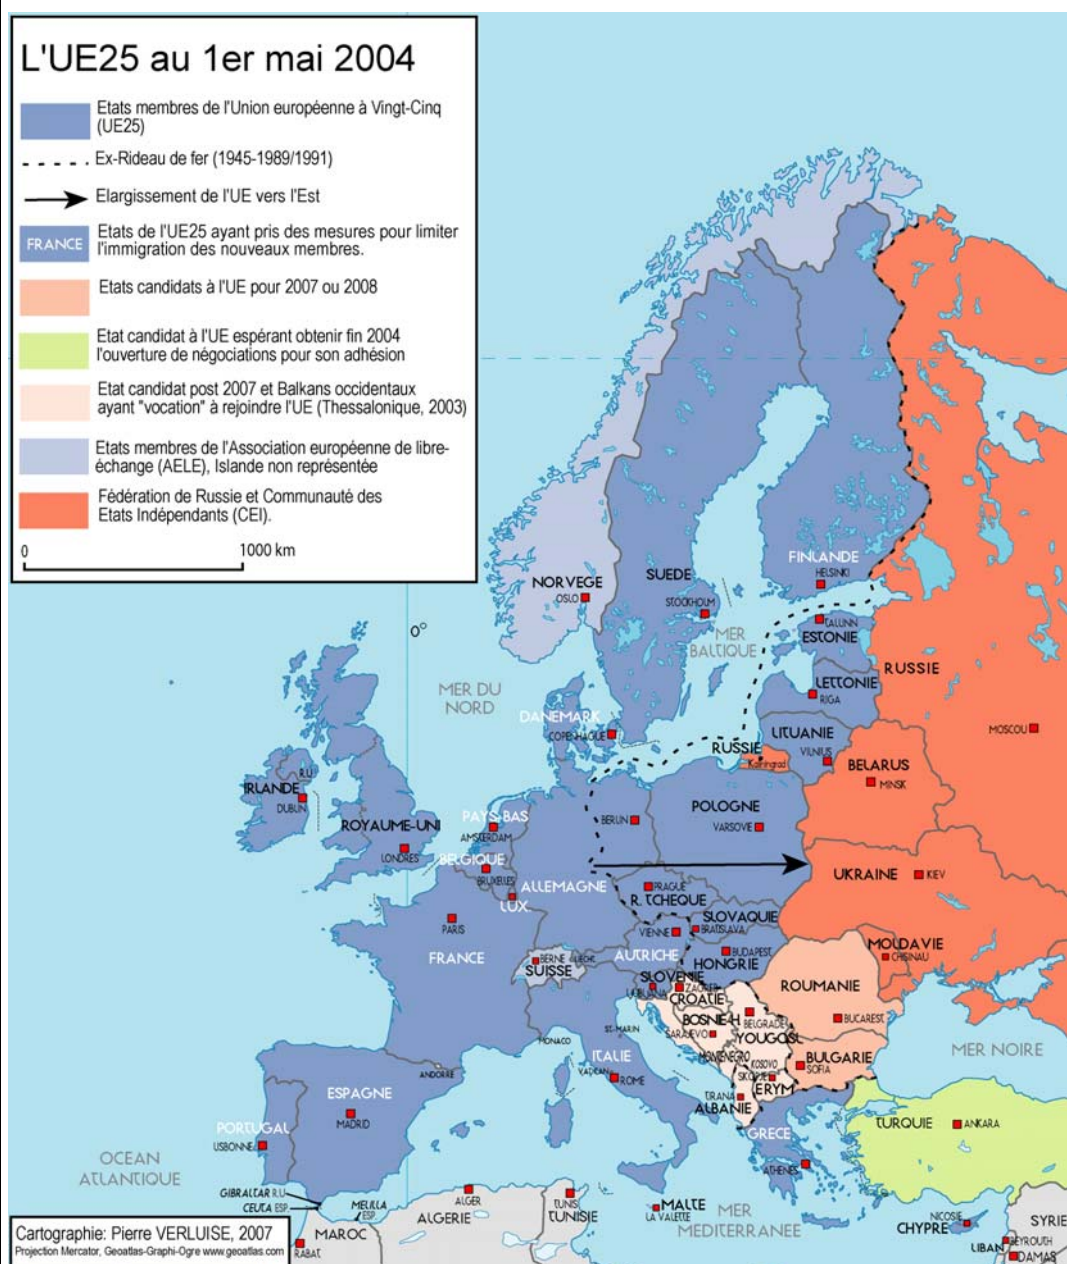 L'UE25 au 1er mai 2004
Etats membres de l'Union européenne à Vingt-Cinq
(UE25)
Ex-Rideau de fer (1945-1989/1991)
Elargissement de l'UE vers l'Est
FRANCE
Etats de l'UE25 ayant pris des mesures pour limiter
l'immigration des nouveaux membres.
Etats candidats à l'UE pour 2007 ou 2008
Etat candidat à l'UE espérant obtenir fin 2004
l'ouverture de négociations pour son adhésion
Etat candidat post 2007 et Balkans occidentaux
ayant "vocation" à rejoindre l'UE (Thessalonique, 2003)
Etats membres de l'Association européenne de libre-
échange (AELE), Islande non représentée
Fédération de Russie et Communauté des
Etats Indépendants (CEI).
0 1000 km
FINLANDE
HELSINKI
NORVEGE
OSLO
SUEDE
STOCKHOLM
0°
MER
BALTIQUE
TALLINN
ESTONIE
RUSSIE
LETTONIE
RIGA
MER DU
NORD
DANEMARK
COPENHAGUE
LITUANIE
VILNIUS
MOSCOU
RUSSIE
Kaliningrad
BELARUS
MINSK
R.U
IRLANDE
DUBLIN
ROYAUME-UNI
LONDRES
PAYS-BAS
AMSTERDAM
BERLIN
POLOGNE
VARSOVIE
BELGIQUE
BRUXELLES
LUX.
ALLEMAGNE
PRAGUE
R. TCHEQUE
UKRAINE
KIEV
PARIS
FRANCE
SLOVAQUIE
BRATISLAVA
VIENNE
AUTRICHE
BUDAPEST
HONGRIE
MOLDAVIE
CHISINAU
BERNE
LIECHT.
SUISSE
SLOVENIE
LJUBLJANA
ZAGREB
CROATIE
ROUMANIE
BUCAREST
BOSNIE-H
SARAJEVO
BELGRADE
YOUGOSL
ST-MARIN
MONACO
ITALIE
VATICAN
ROME
MONTENEGRO
KOSOVO
SKOPJE
ERYM
BULGARIE
SOFIA
MER NOIRE
ANDORRE
ESPAGNE
MADRID
TIRANA
ALBANIE
PORTUGAL
LISBONNE
GRECE
ATHENES
TURQUIE
ANKARA
OCEAN
ATLANTIQUE
GIBRALTAR R.U
CEUTA ESP.
MELILLA
ESP.
ALGER
ALGERIE
TUNIS
TUNISIE
MALTE
LA VALETTE
MER
MEDITERRANEE
NICOSIE
CHYPRE
SYRIE
LIBAN
BEYROUTH
DAMAS
MAROC
RABAT
Cartographie: Pierre VERLUISE, 2007
Projection Mercator, Geoatlas-Graphi-Ogre www.geoatlas.com